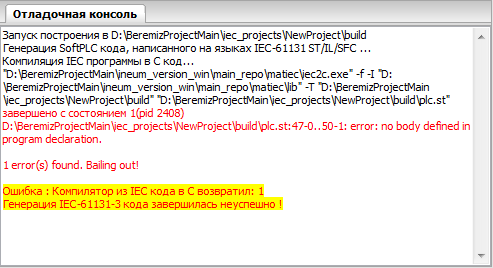 Отладочная консоль
Запуск построения в D:\BeremizProjectMain\iec_projects\NewProject\build
Генерация SoftPLC кода, написанного на языках IEC-61131 ST/IL/SFC ...
Компиляция IEC программы в C код...
"D:\BeremizProjectMain\neum_version_win\main_repo\matiec\iec2c.exe" -f -I "D:
\BeremizProjectMain\neum_version_win\main_repo\matiec\lib" -T "D:\BeremizProjectMain
\iec_projects\NewProject\build" "D:\BeremizProjectMain\iec_projects\NewProject\build\plc.st"
завершено с состоянием 1(pid 2408)
D:\BeremizProjectMain\iec_projects\NewProject\build\plc.st:47-0..50-1: error: no body defined in
program declaration.
1 error(s) found. Bailing out!
Ошибка : Компилятор из IEC кода в C возвратил: 1
Генерация IEC-61131-3 кода завершилась неуспешно !